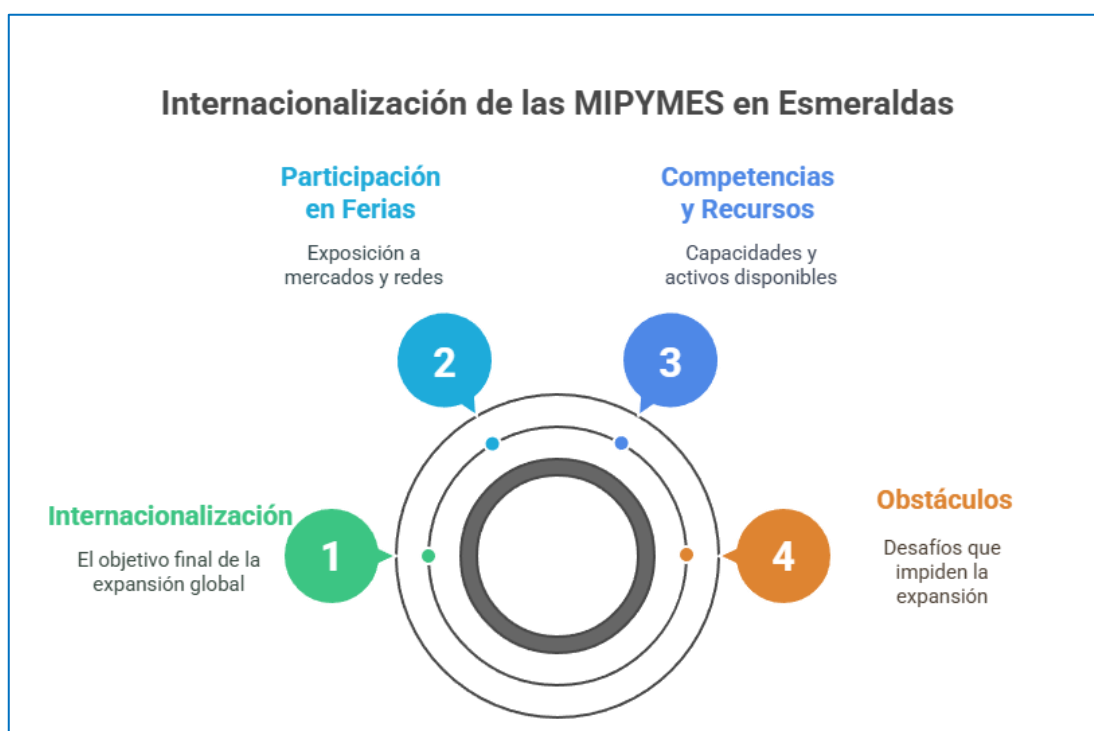 Internacionalización de las MIPYMES en Esmeraldas
Participación
en Ferias
Exposición a
mercados y redes
2
Competencias
y Recursos
Capacidades y
activos disponibles
3
Internacionalización
El objetivo final de la
expansión global
1
Obstáculos
Desafíos que
impiden la
expansión
4